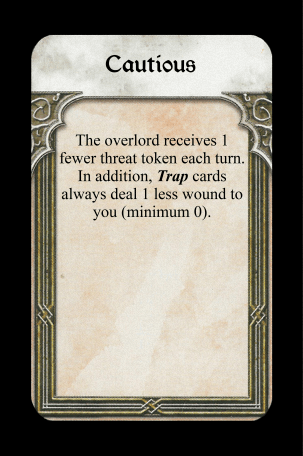 Cautious
The overlord receives 1
fewer threat token each turn.
In addition, Trap cards
always deal 1 less wound to
you (minimum 0).